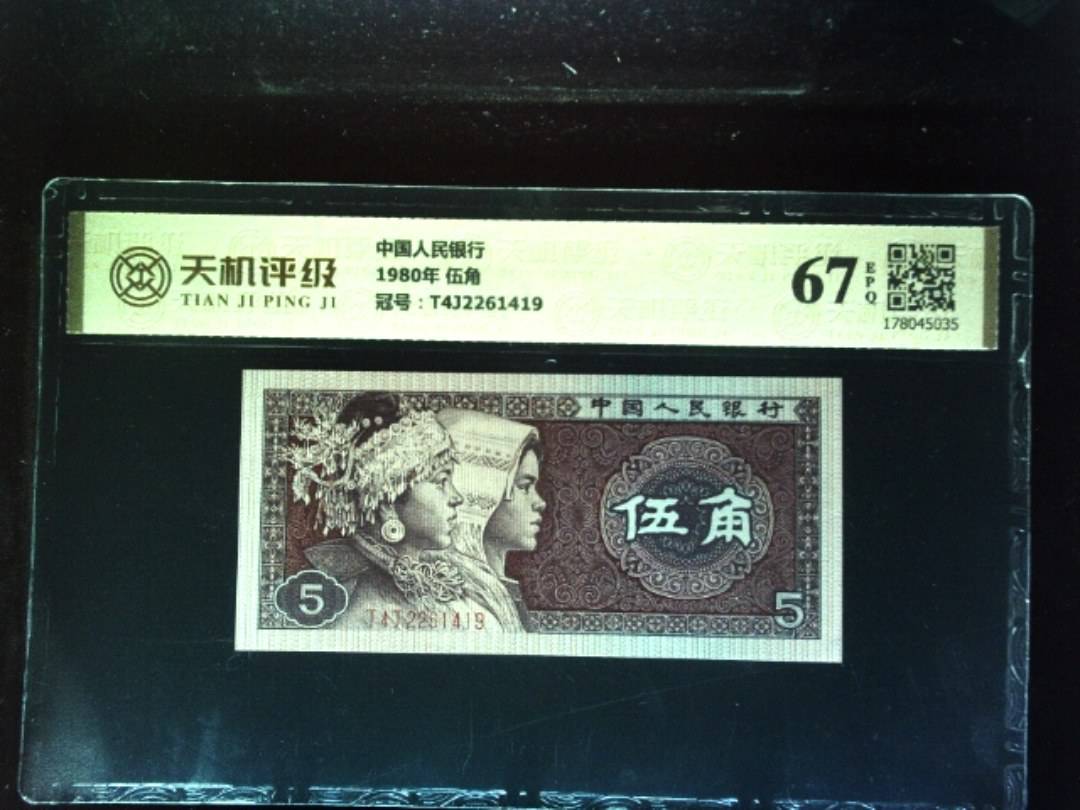 天机评级
TIAN JI PING JI
中国人民银行
1980年 伍角
冠号：T4J2261419
67
EPQ
178045035
中国人民银行
伍角
5
T4J2261419
5